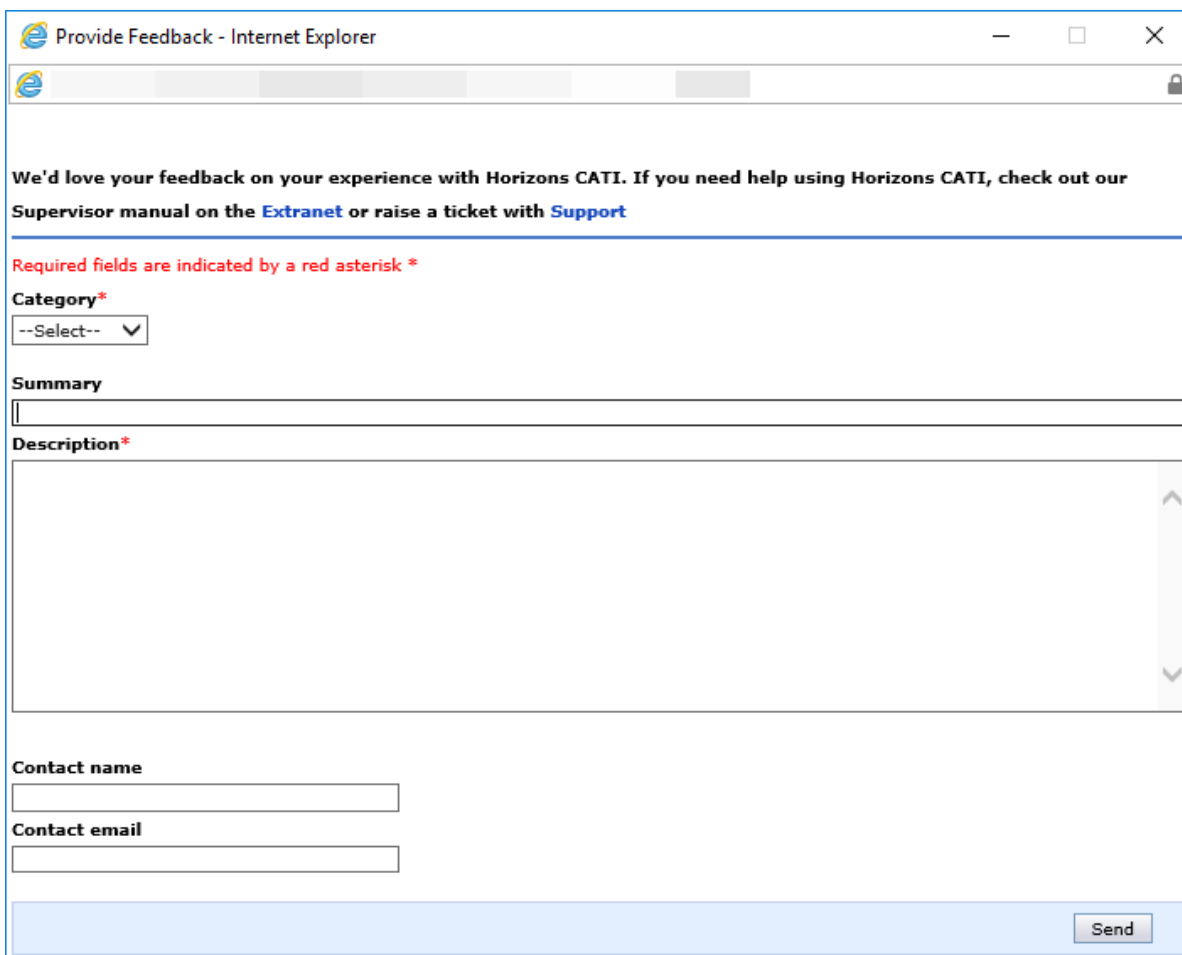 Provide Feedback - Internet Explorer
We'd love your feedback on your experience with Horizons CATI. If you need help using Horizons CATI, check out our
Supervisor manual on the Extranet or raise a ticket with Support
Required fields are indicated by a red asterisk *
Category*
--Select--
Summary
Description*
Contact name
Contact email
Send